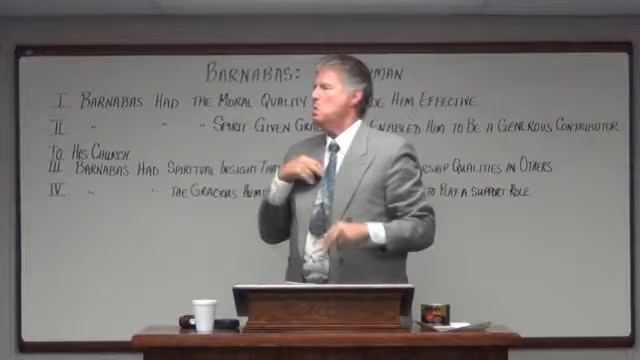 BARNABAS: MAN
I BARNABAS HAD THE MORAL QUALITY HIM EFFECTIVE
II " " " SPIRIT GIVEN ENABLED HIM TO BE A GENEROUS CONTRIBUTOR
TO HIS CHURCH
III BARNABAS HAD SPIRITUAL INSIGHT QUALITIES IN OTHERS
IV " " THE GRACIOUS TO PLAY A SUPPORT ROLE